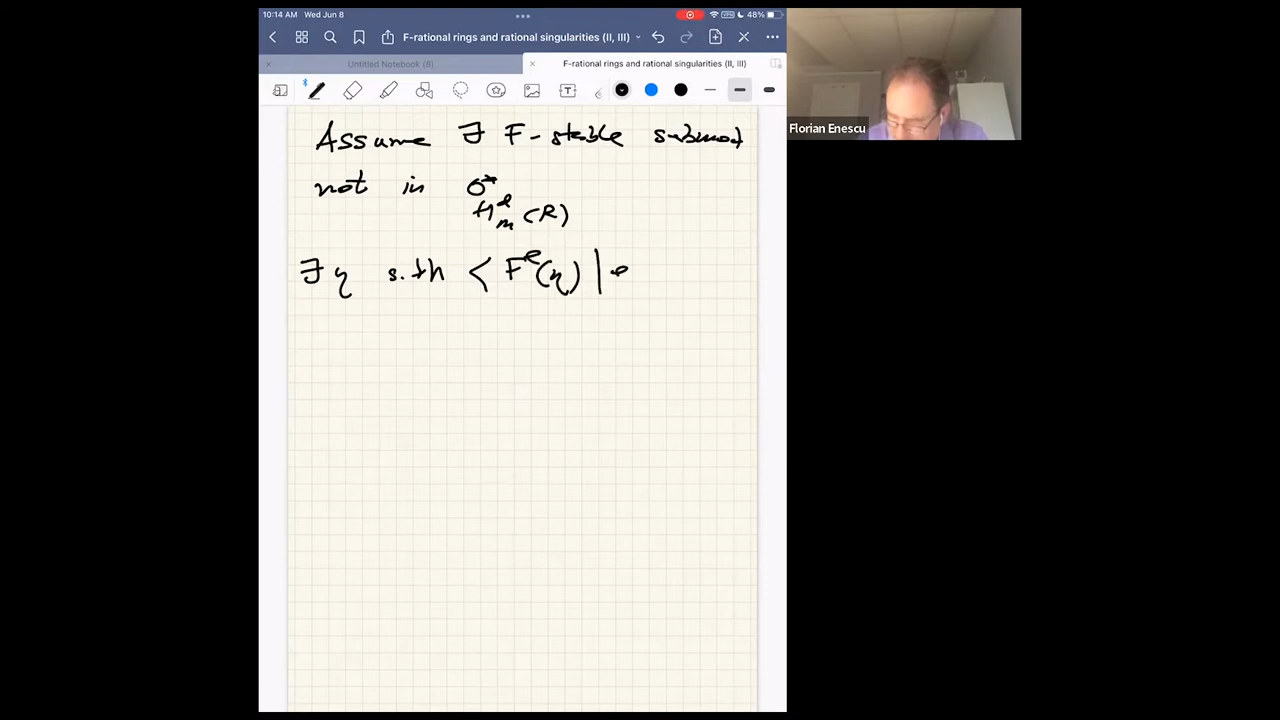 10:14 AM Wed Jun 8
48%
F-rational rings and rational singularities (II, III)
Untitled Notebook (8)
F-rational rings and rational singularities (II, III)
Florian Enescu
Assume ∃ F-stable submod
not in 0*
H^d_m(R)
∃ η s.th < F^e(η) | e